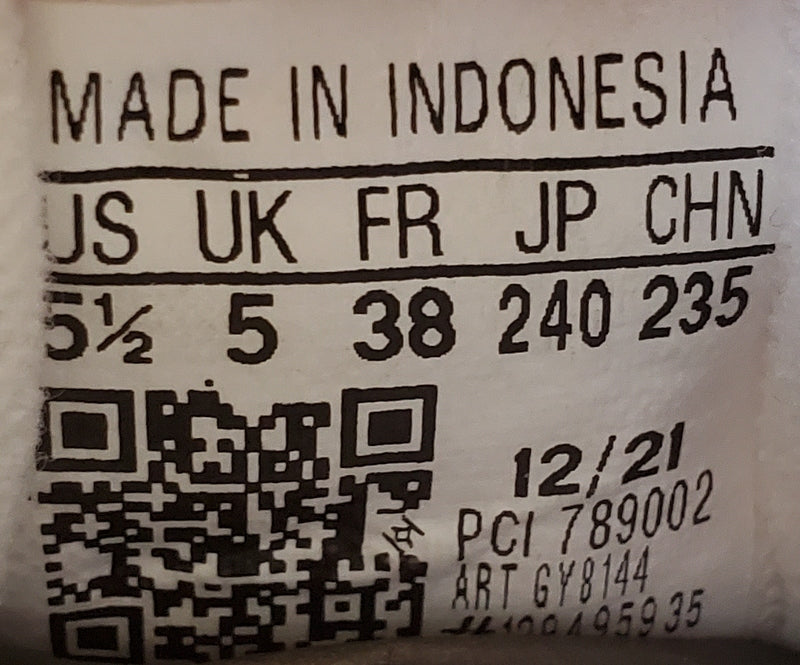 MADE IN INDONESIA
US UK FR JP CHN
5½ 5 38 240 235
12/21
PCI 789002
ART GY8144